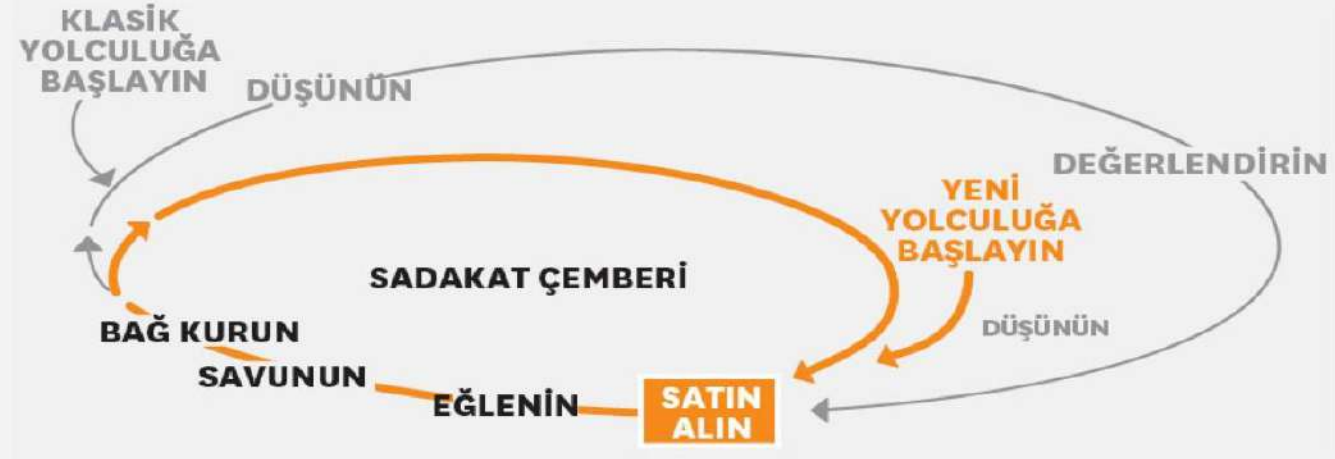 KLASİK
YOLCULUĞA
BAŞLAYIN
DÜŞÜNÜN
DEĞERLENDİRİN
YENİ
YOLCULUĞA
BAŞLAYIN
SADAKAT ÇEMBERİ
DÜŞÜNÜN
BAĞ KURUN
SAVUNUN
EĞLENİN
SATIN
ALIN